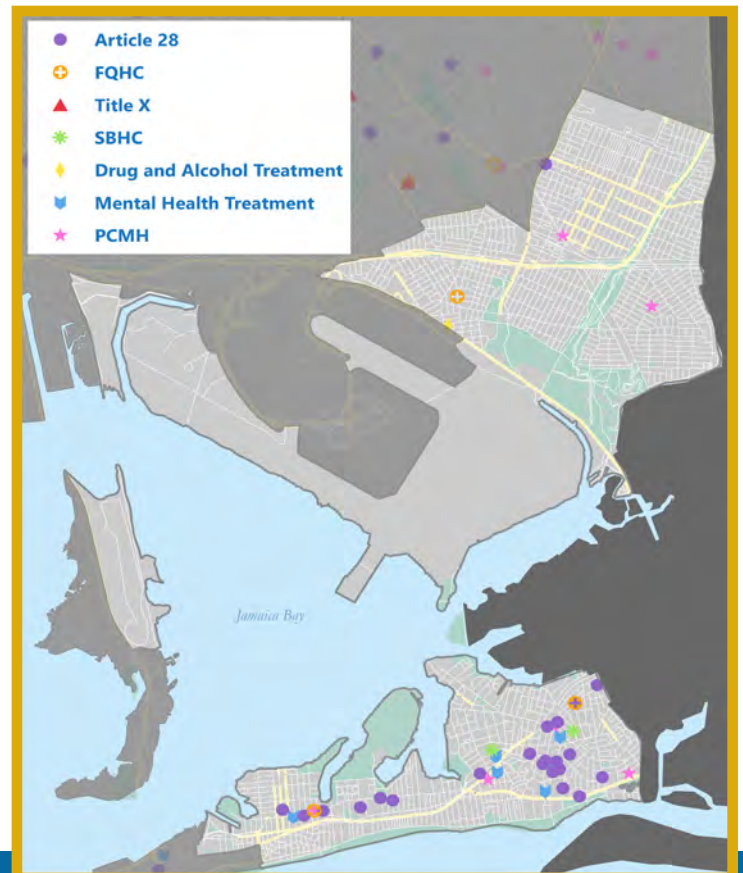 Article 28
FQHC
Title X
SBHC
Drug and Alcohol Treatment
Mental Health Treatment
PCMH
Jamaica Bay